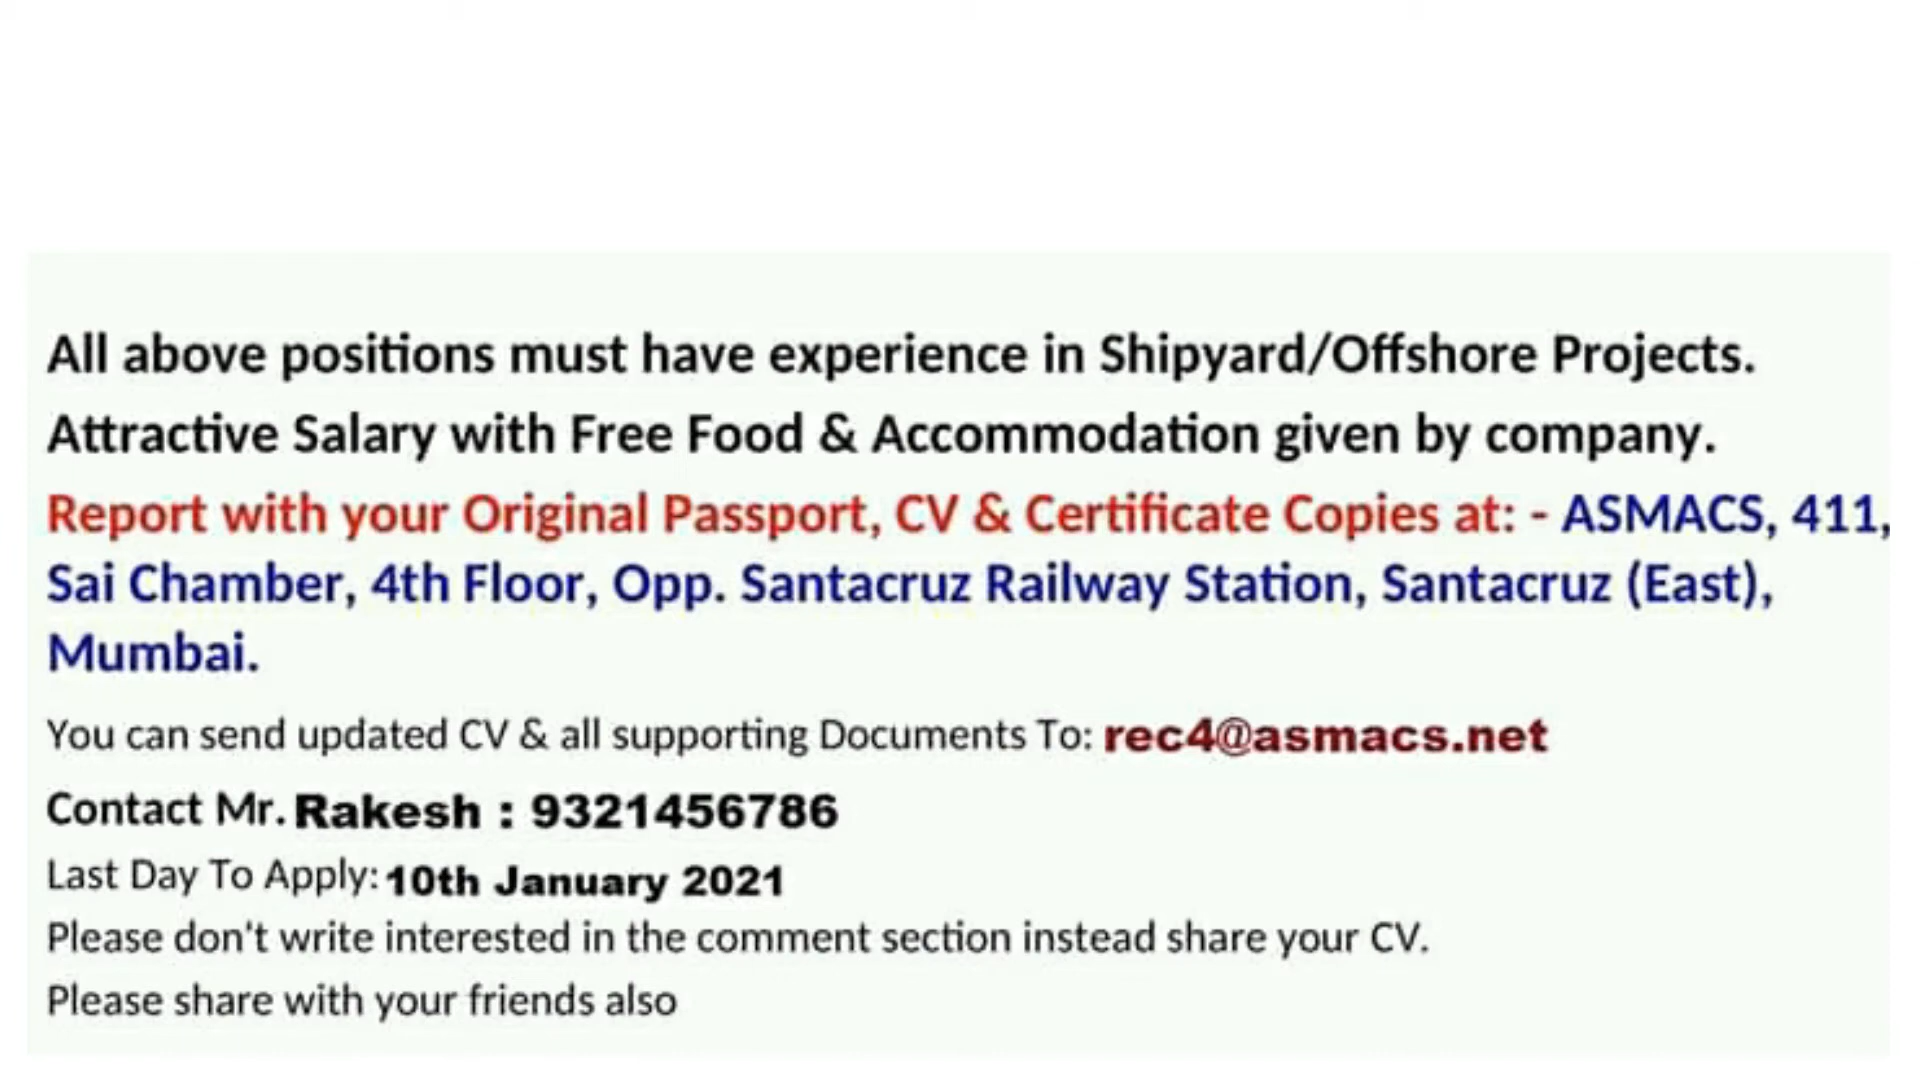 All above positions must have experience in Shipyard/Offshore Projects.
Attractive Salary with Free Food & Accommodation given by company.
Report with your Original Passport, CV & Certificate Copies at: - ASMACS, 411,
Sai Chamber, 4th Floor, Opp. Santacruz Railway Station, Santacruz (East),
Mumbai.
You can send updated CV & all supporting Documents To: rec4@asmacs.net
Contact Mr. Rakesh : 9321456786
Last Day To Apply: 10th January 2021
Please don't write interested in the comment section instead share your CV.
Please share with your friends also